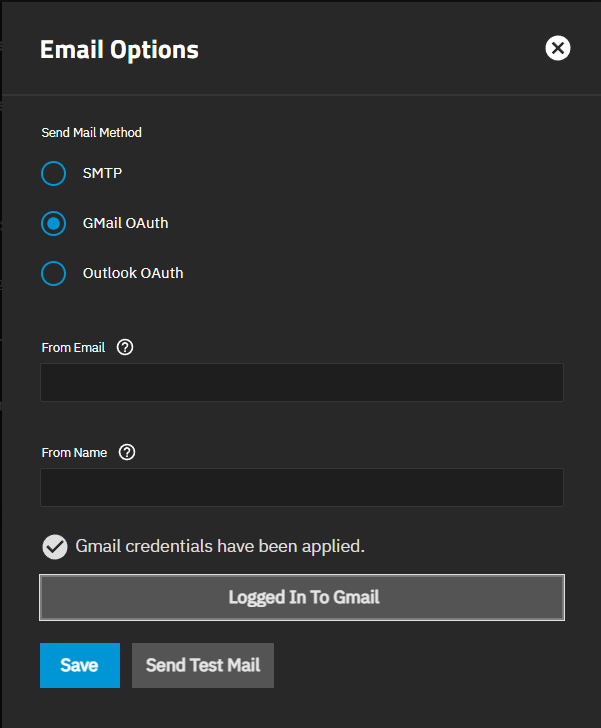 Email Options
Send Mail Method
SMTP
GMail OAuth
Outlook OAuth
From Email
From Name
Gmail credentials have been applied.
Logged In To Gmail
Save Send Test Mail